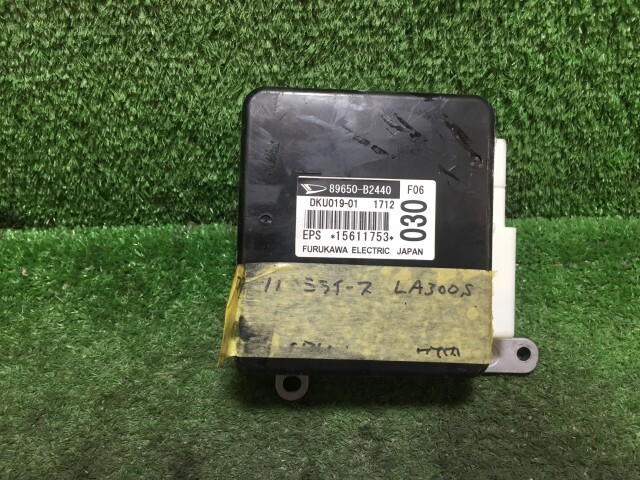 89650-B2440 F06
DKU019-01 1712
030
EPS *15611753*
FURUKAWA ELECTRIC JAPAN
11 ミライース LA300S